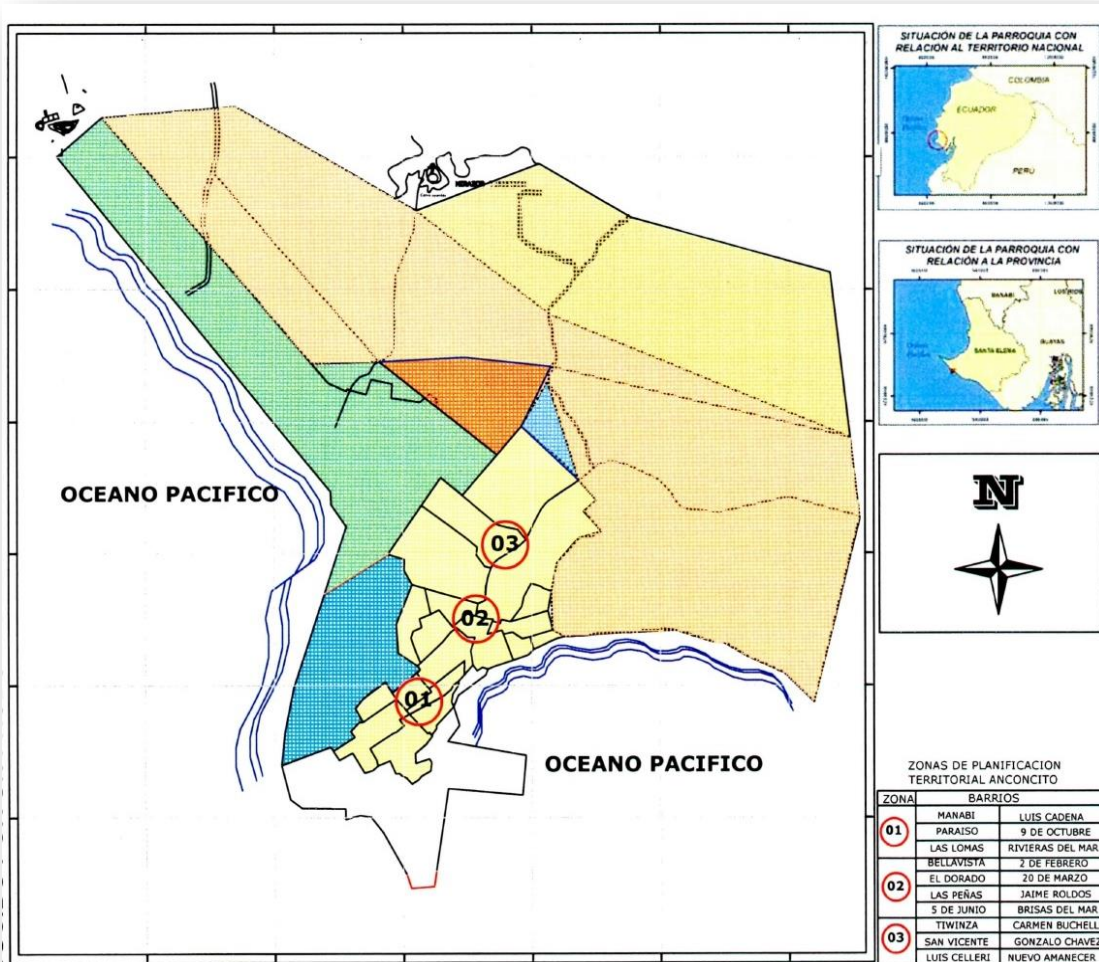 OCEANO PACIFICO
03
02
01
OCEANO PACIFICO
MIRADOR
SITUACIÓN DE LA PARROQUIA CON
RELACIÓN AL TERRITORIO NACIONAL
COLOMBIA
ECUADOR
PERU
SITUACIÓN DE LA PARROQUIA CON
RELACIÓN A LA PROVINCIA
MANABI
LOS RIOS
SANTA ELENA
GUAYAS
N
ZONAS DE PLANIFICACION
TERRITORIAL ANCONCITO
ZONA BARRIOS
01
MANABI LUIS CADENA
PARAISO 9 DE OCTUBRE
LAS LOMAS RIVIERAS DEL MAR
02
BELLAVISTA 2 DE FEBRERO
EL DORADO 20 DE MARZO
LAS PEÑAS JAIME ROLDOS
5 DE JUNIO BRISAS DEL MAR
03
TIWINZA CARMEN BUCHELL
SAN VICENTE GONZALO CHAVEZ
LUIS CELLERI NUEVO AMANECER